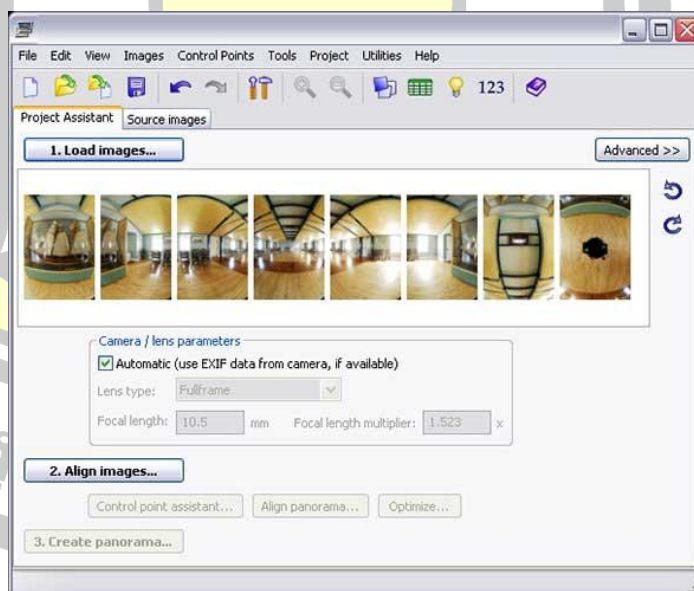 File Edit View Images Control Points Tools Project Utilities Help
123
Project Assistant Source images
1. Load images... Advanced >>
Camera / lens parameters
Automatic (use EXIF data from camera, if available)
Lens type: Fullframe
Focal length: 10.5 mm Focal length multiplier: 1.523 x
2. Align images...
Control point assistant... Align panorama... Optimize...
3. Create panorama...